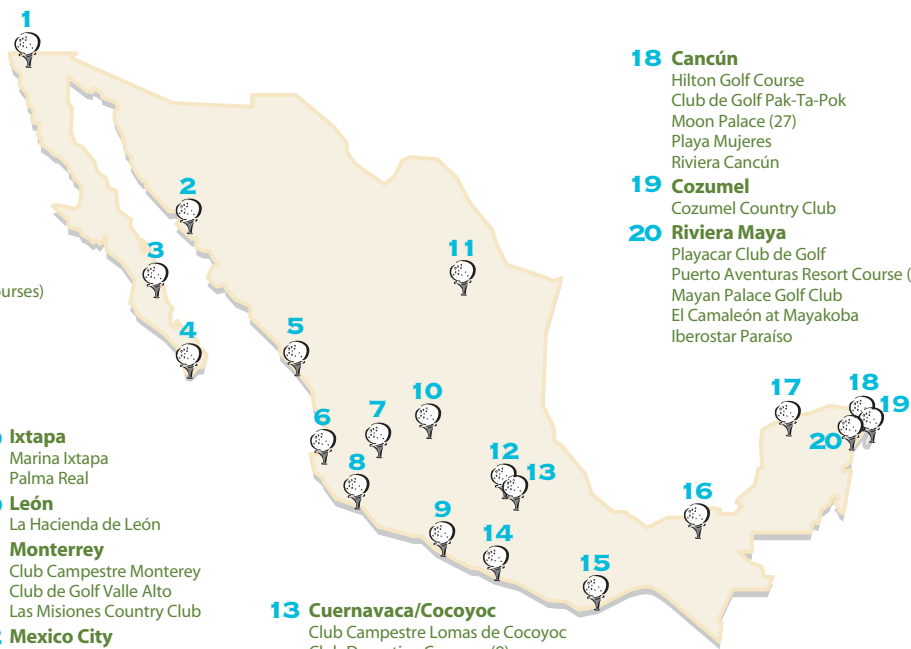 1
2
3
4
5
6
7
8
9
10
11
12
13
14
15
16
17
18
19
20
18 Cancún
Hilton Golf Course
Club de Golf Pak-Ta-Pok
Moon Palace (27)
Playa Mujeres
Riviera Cancún
19 Cozumel
Cozumel Country Club
20 Riviera Maya
Playacar Club de Golf
Puerto Aventuras Resort Course (
Mayan Palace Golf Club
El Camaleón at Mayakoba
Iberostar Paraíso
ourses)
Ixtapa
Marina Ixtapa
Palma Real
León
La Hacienda de León
Monterrey
Club Campestre Monterey
Club de Golf Valle Alto
Las Misiones Country Club
Mexico City
13 Cuernavaca/Cocoyoc
Club Campestre Lomas de Cocoyoc